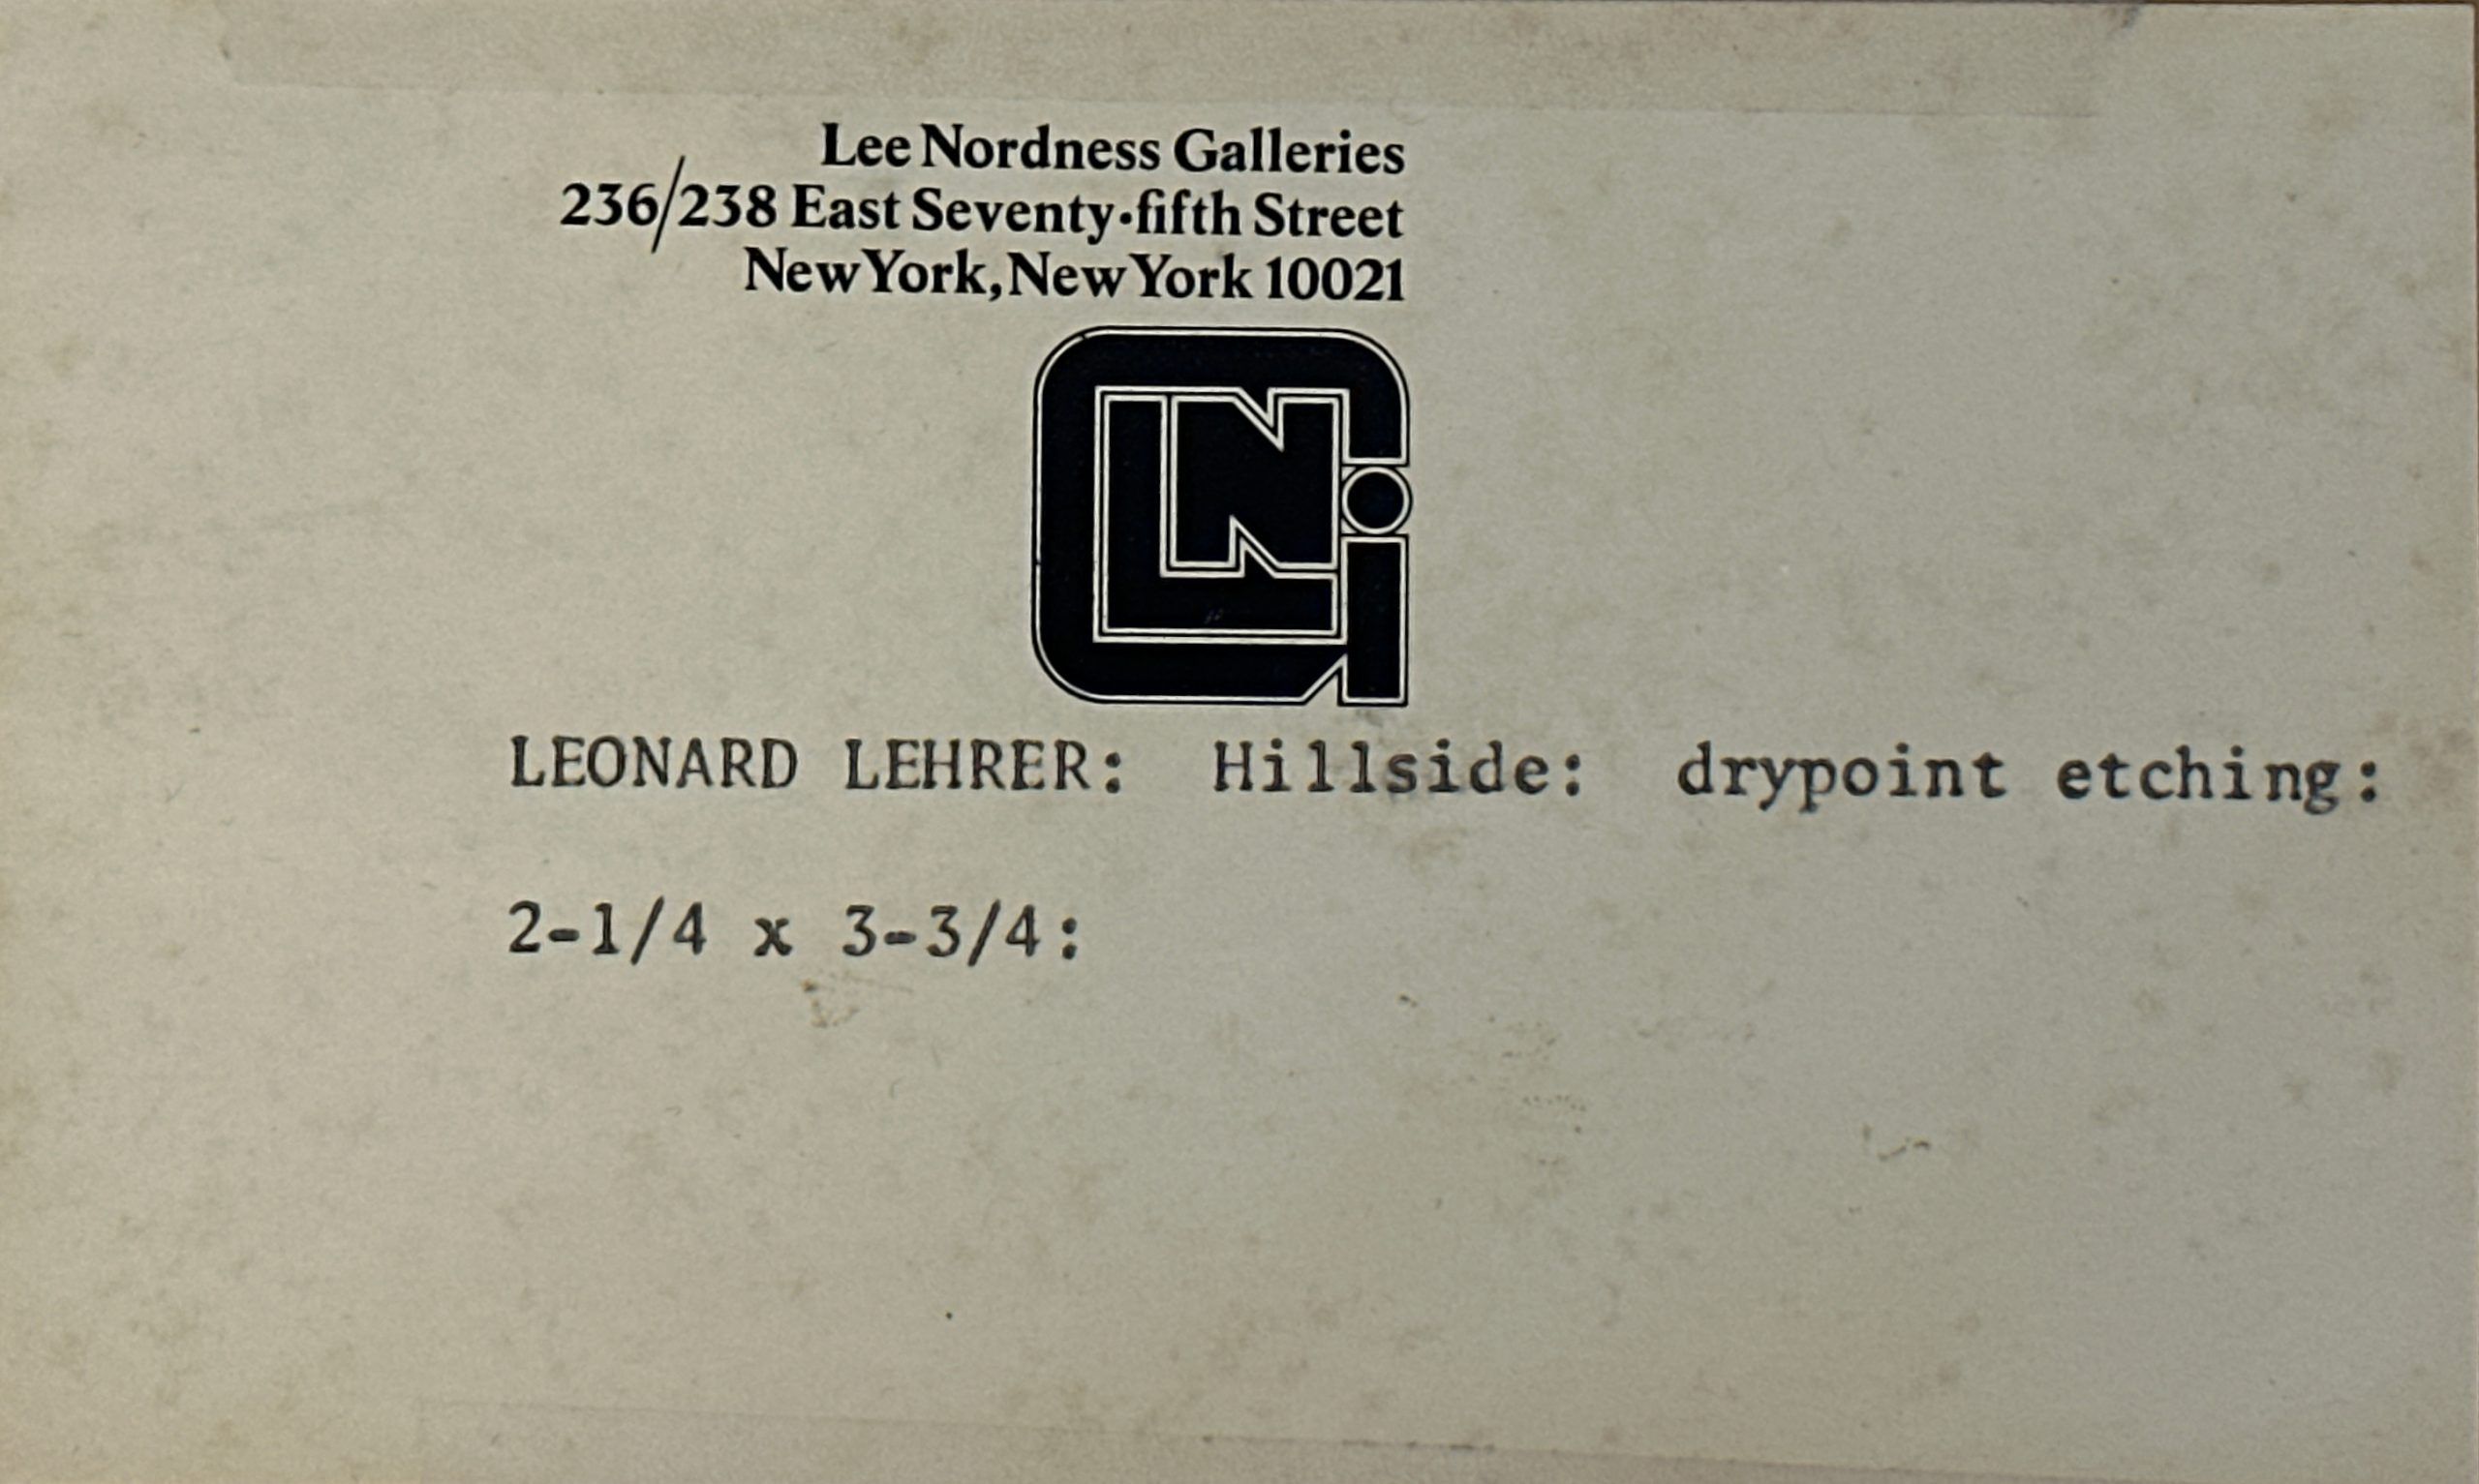 Lee Nordness Galleries
236/238 East Seventy-fifth Street
New York, New York 10021
LNG
LEONARD LEHRER: Hillside: drypoint etching:
2-1/4 x 3-3/4: